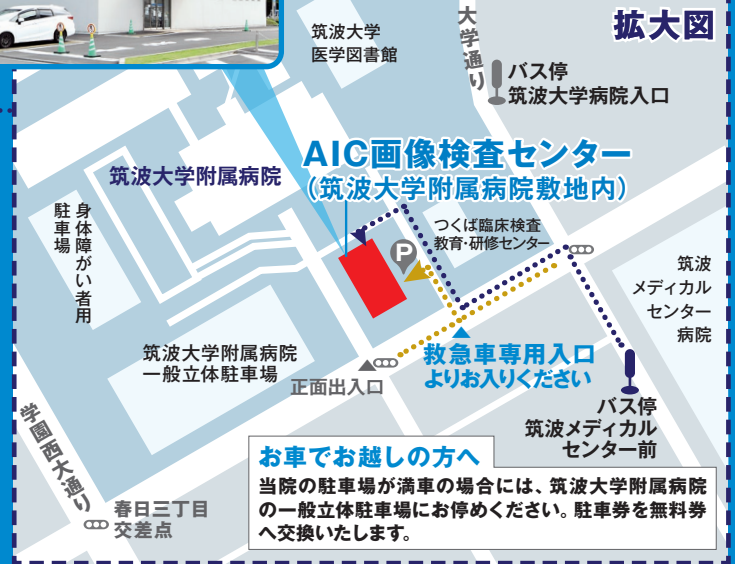 拡大図
筑波大学
医学図書館
大学通り
バス停
筑波大学病院入口
AIC画像検査センター
(筑波大学附属病院敷地内)
筑波大学附属病院
身体障がい者用
駐車場
つくば臨床検査
教育・研修センター
P
筑波
メディカル
センター
病院
筑波大学附属病院
一般立体駐車場
正面出入口
救急車専用入口
よりお入りください
バス停
筑波メディカル
センター前
学園西大通り
春日三丁目
交差点
お車でお越しの方へ
当院の駐車場が満車の場合には、筑波大学附属病院
の一般立体駐車場にお停めください。駐車券を無料券
へ交換いたします。